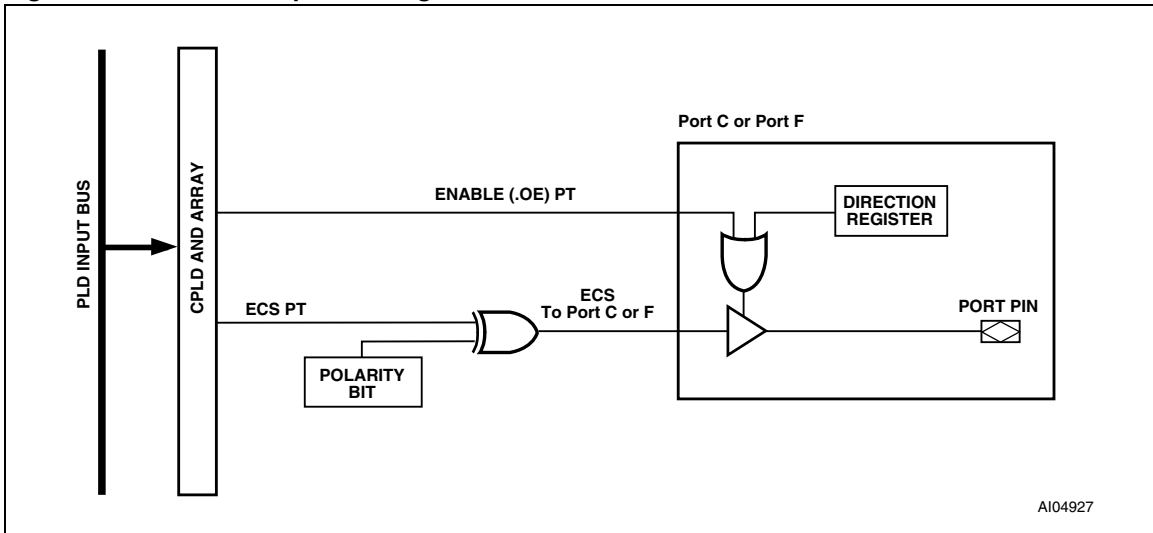 PLD INPUT BUS
CPLD AND ARRAY
ENABLE (.OE) PT
ECS PT
POLARITY
BIT
ECS
To Port C or F
Port C or Port F
DIRECTION
REGISTER
PORT PIN
AI04927